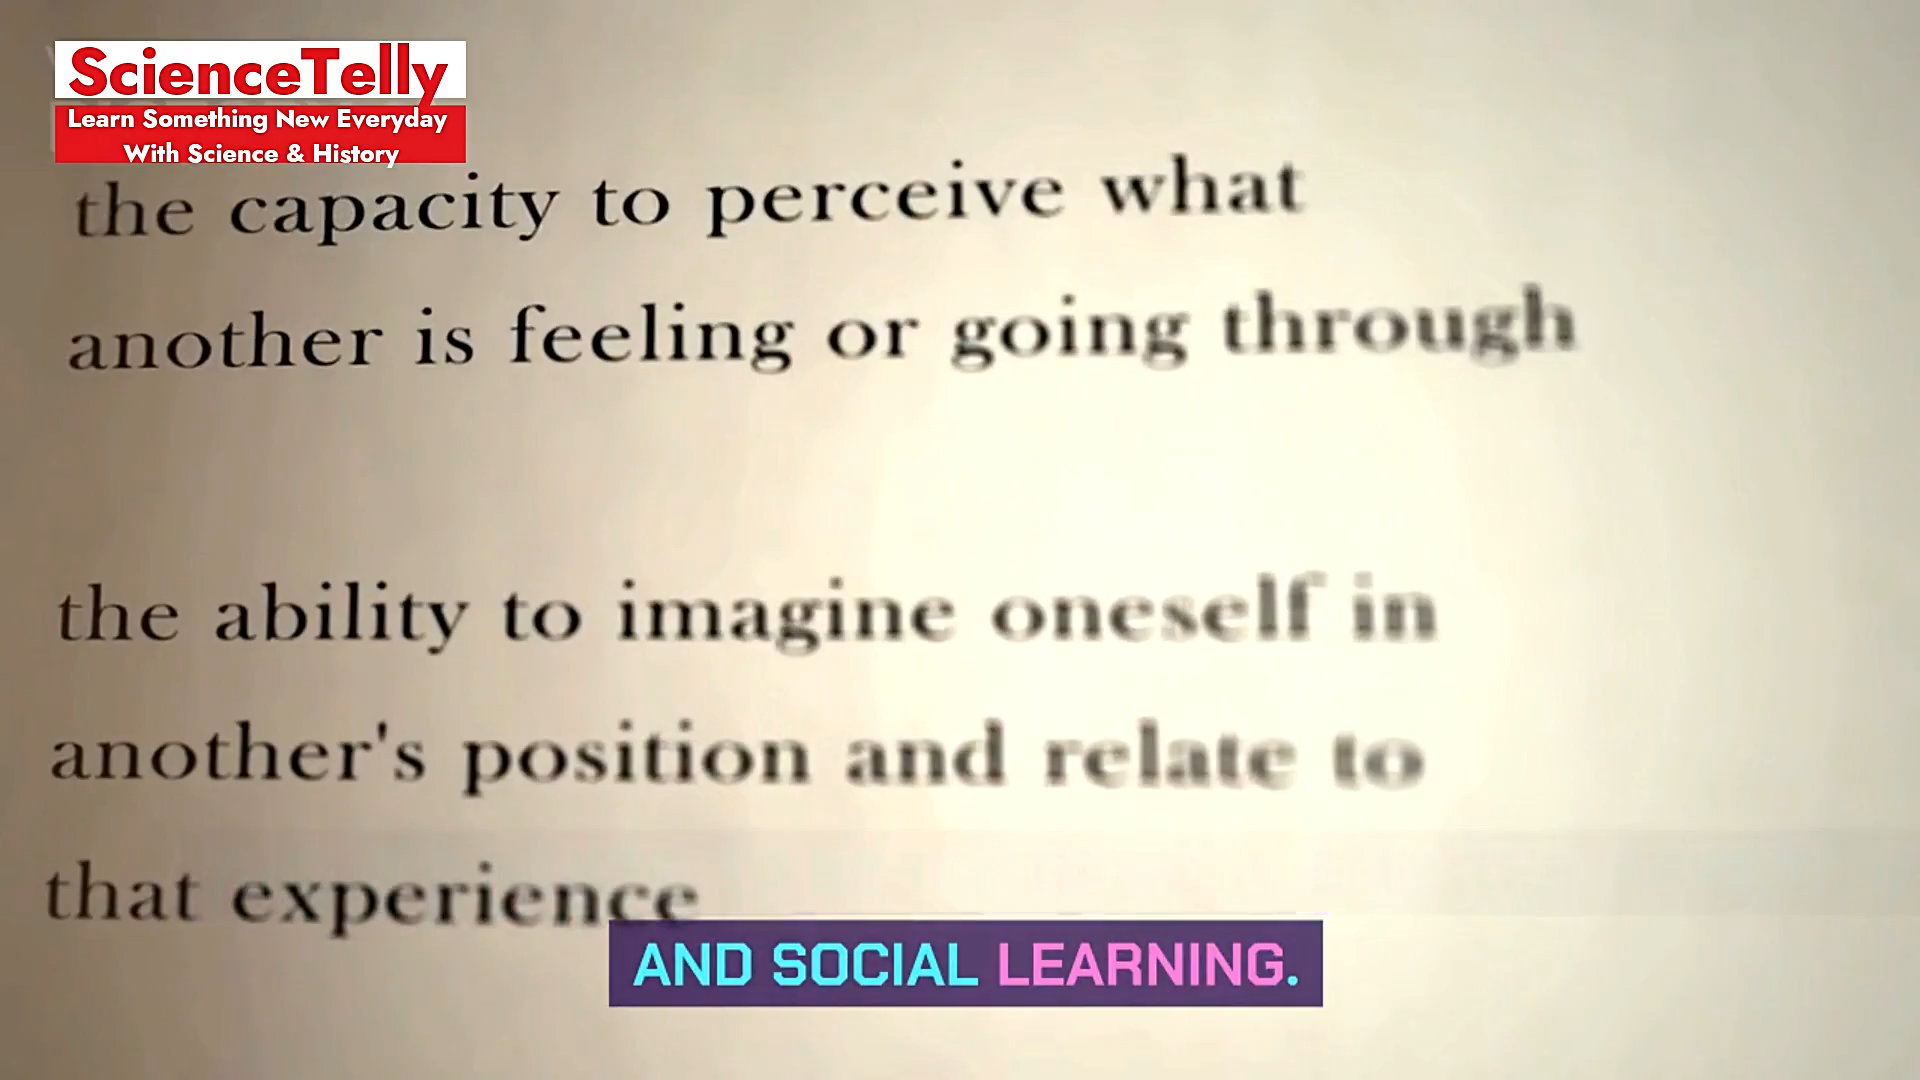 ScienceTelly
Learn Something New Everyday
With Science & History
the capacity to perceive what
another is feeling or going through
the ability to imagine oneself in
another's position and relate to
that experience
AND SOCIAL LEARNING.